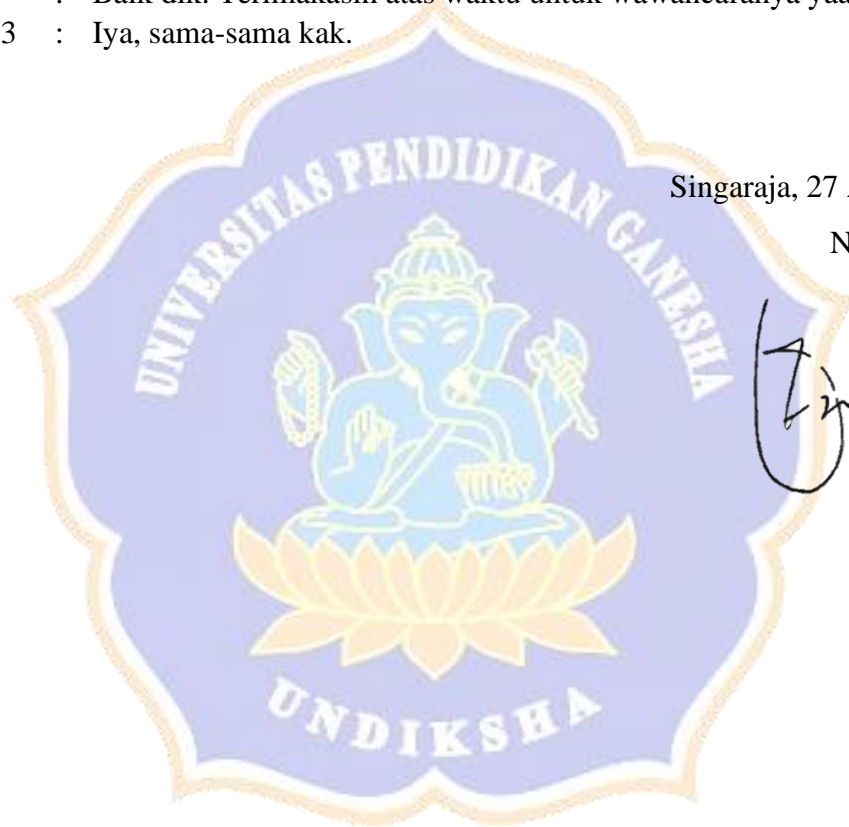 : Baik dik. Terimakasih atas waktu untuk wawancaranya yaa
3 : Iya, sama-sama kak.
UNIVERSITAS PENDIDIKAN GANESHA
Singaraja, 27
N
UNDIKSHA